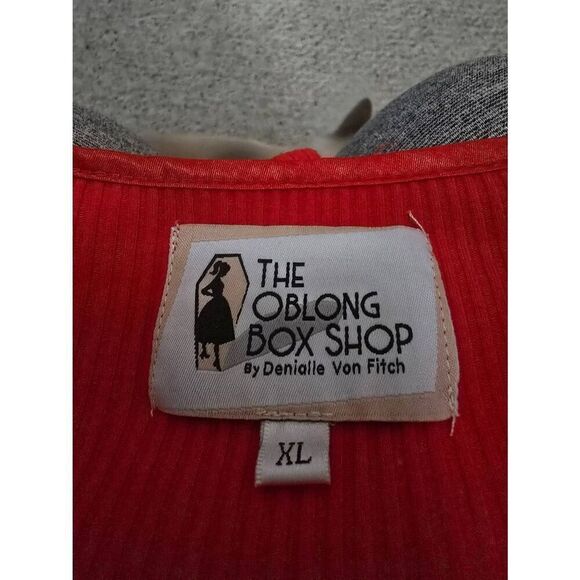 THE
OBLONG
BOX SHOP
By Denialle Von Fitch
XL